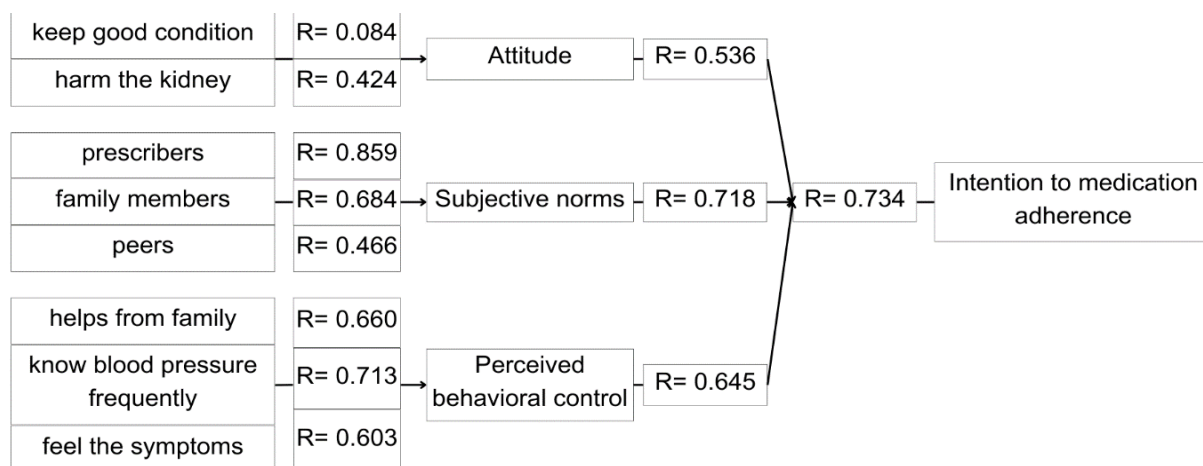 keep good condition
R= 0.084
harm the kidney
R= 0.424
Attitude
R= 0.536
prescribers
R= 0.859
family members
R= 0.684
peers
R= 0.466
Subjective norms
R= 0.718
R= 0.734
Intention to medication
adherence
helps from family
R= 0.660
know blood pressure
frequently
R= 0.713
feel the symptoms
R= 0.603
Perceived
behavioral control
R= 0.645